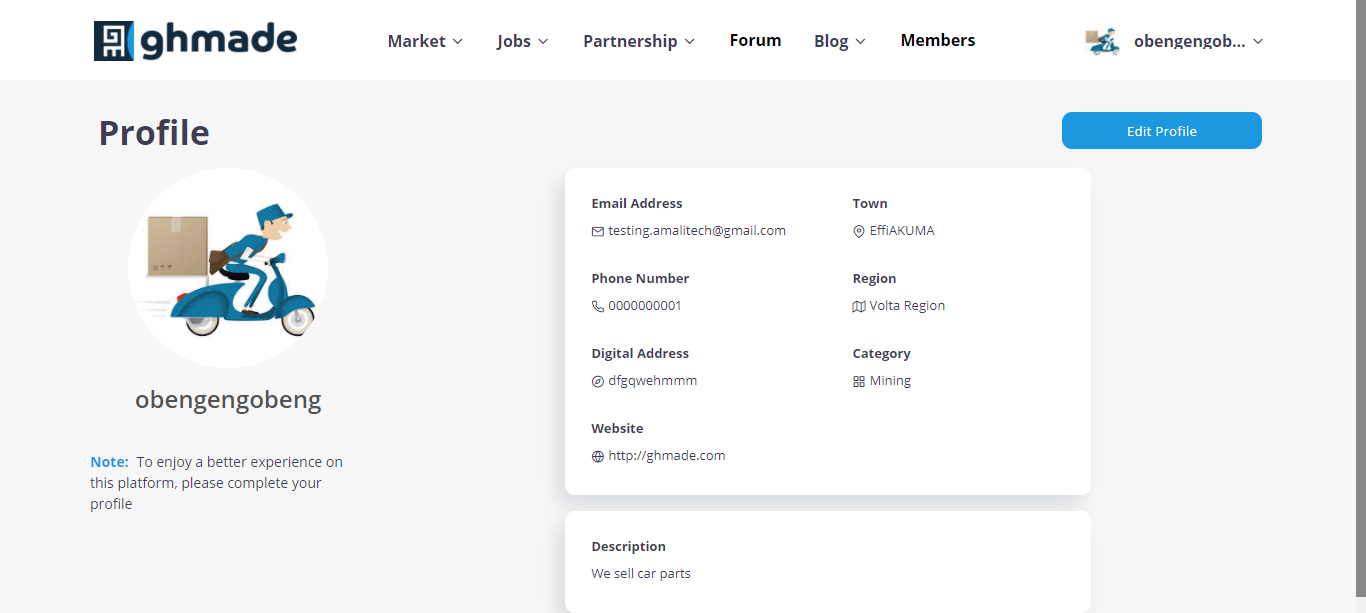 ghmade
Market Jobs Partnership Forum Blog Members obengengob...
Profile
Edit Profile
obengengobeng
Note: To enjoy a better experience on
this platform, please complete your
profile
Email Address
testing.amalitech@gmail.com
Town
EffiAKUMA
Phone Number
0000000001
Region
Volta Region
Digital Address
dfgqwehmmm
Category
Mining
Website
http://ghmade.com
Description
We sell car parts